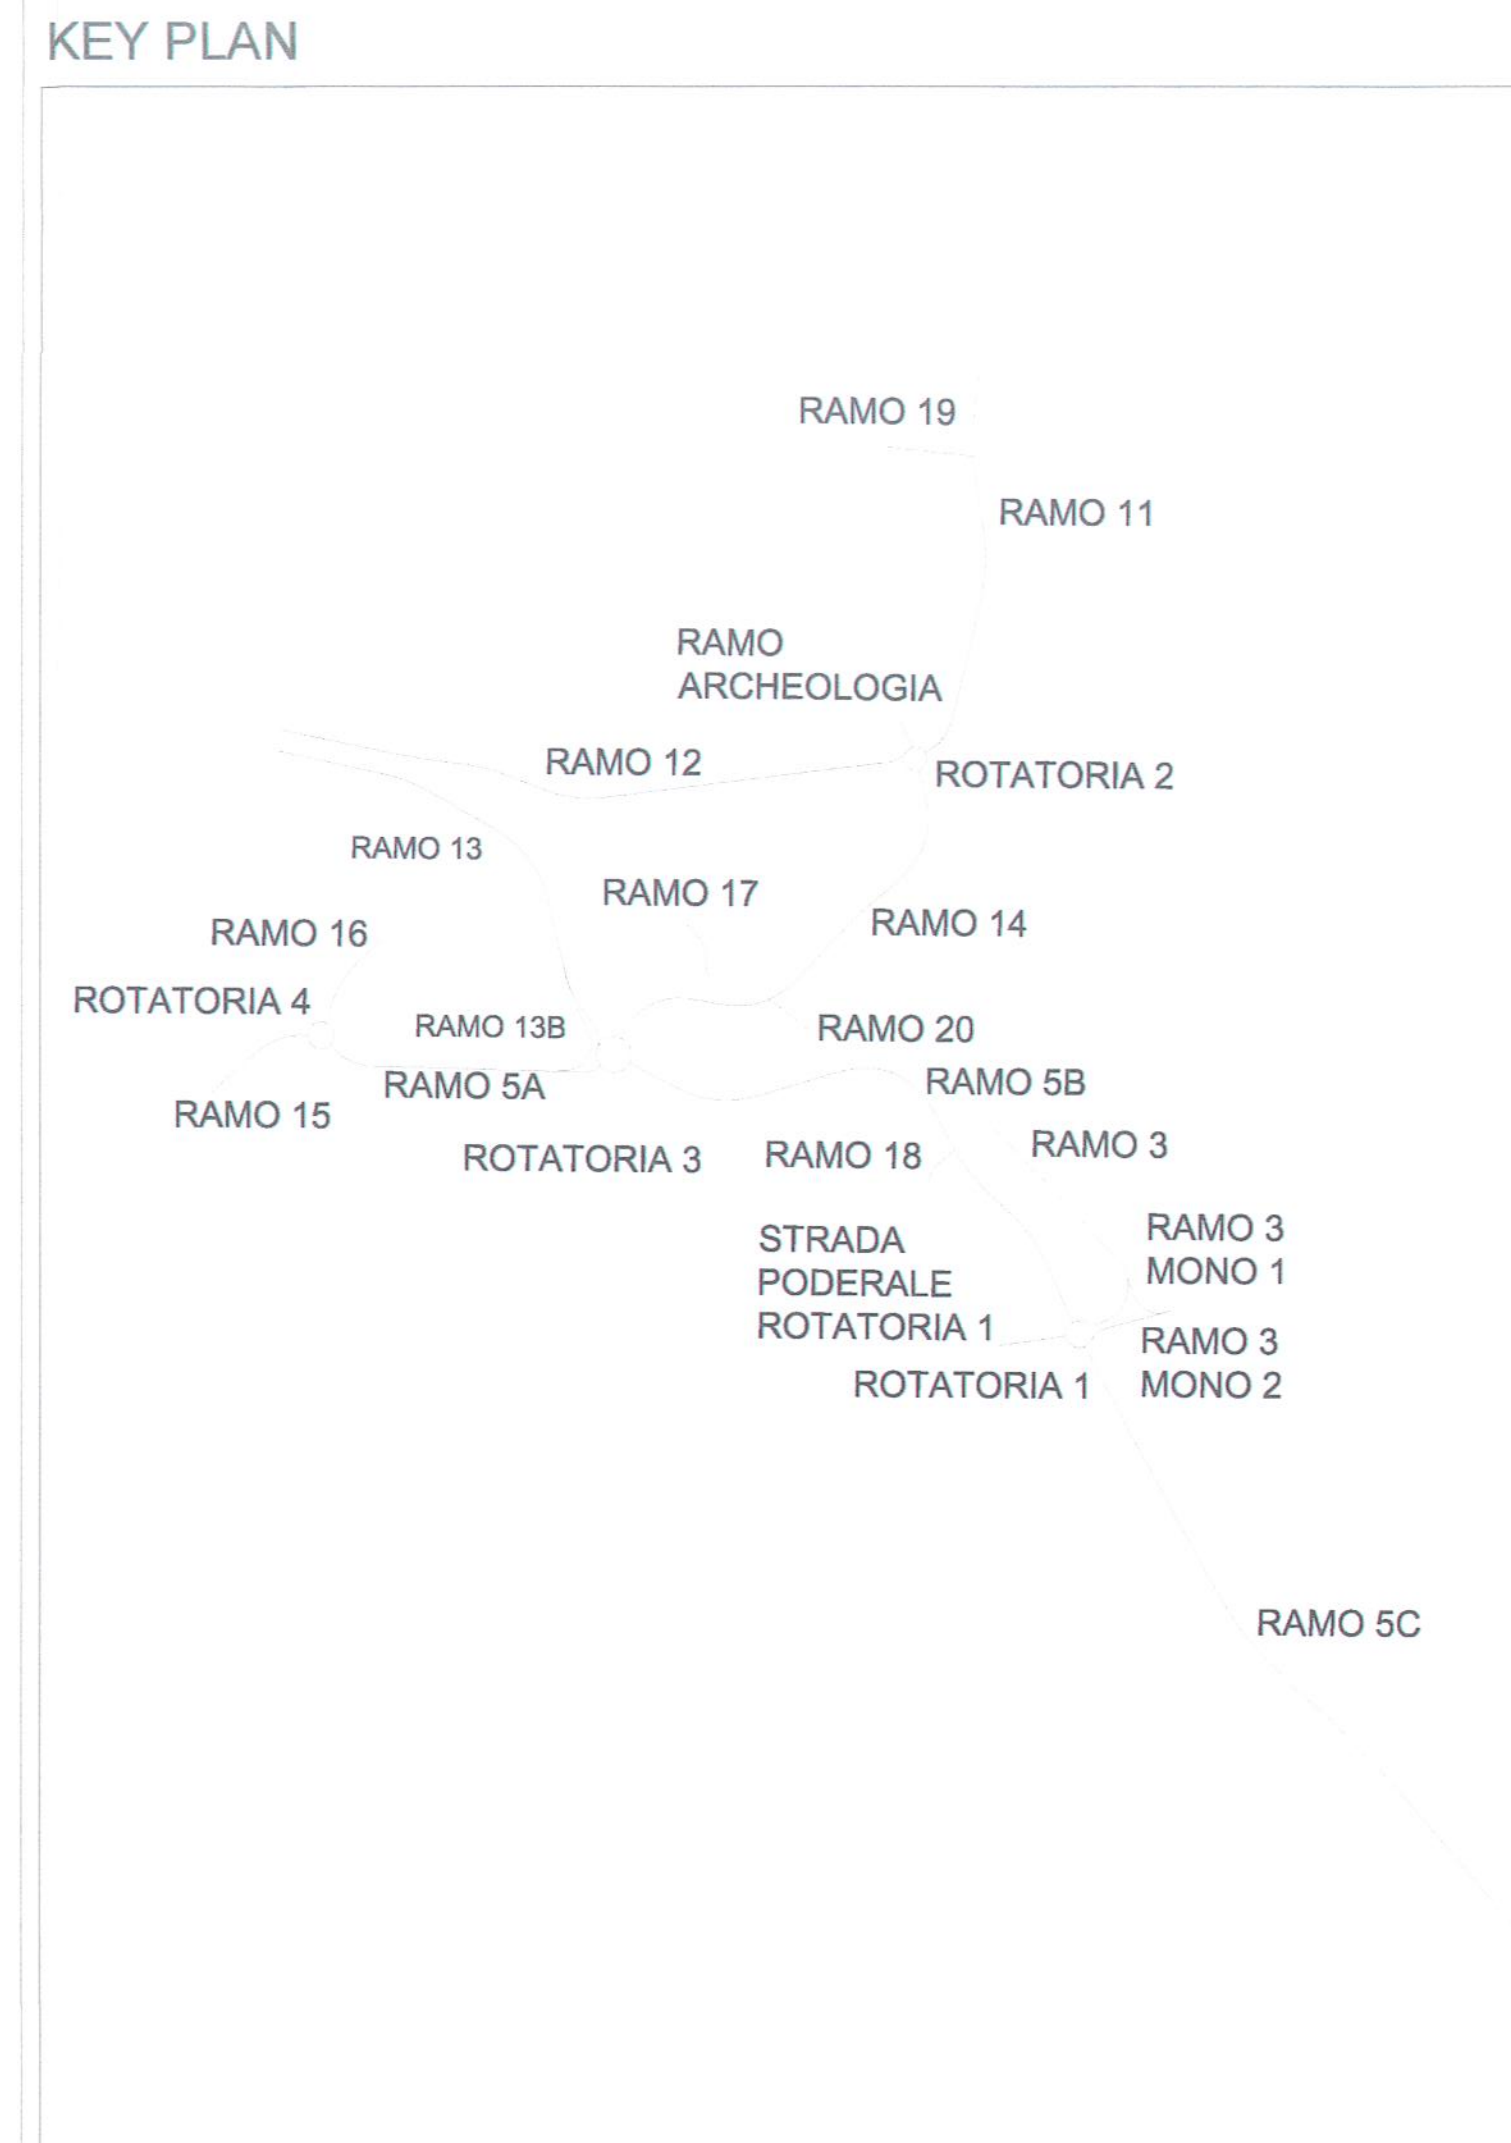 KEY PLAN
RAMO 19
RAMO 11
RAMO
ARCHEOLOGIA
RAMO 12
ROTATORIA 2
RAMO 13
RAMO 17
RAMO 14
RAMO 16
ROTATORIA 4
RAMO 13B
RAMO 20
RAMO 5A
RAMO 5B
RAMO 15
ROTATORIA 3
RAMO 18
RAMO 3
STRADA
PODERALE
ROTATORIA 1
RAMO 3
MONO 1
RAMO 3
MONO 2
ROTATORIA 1
RAMO 5C